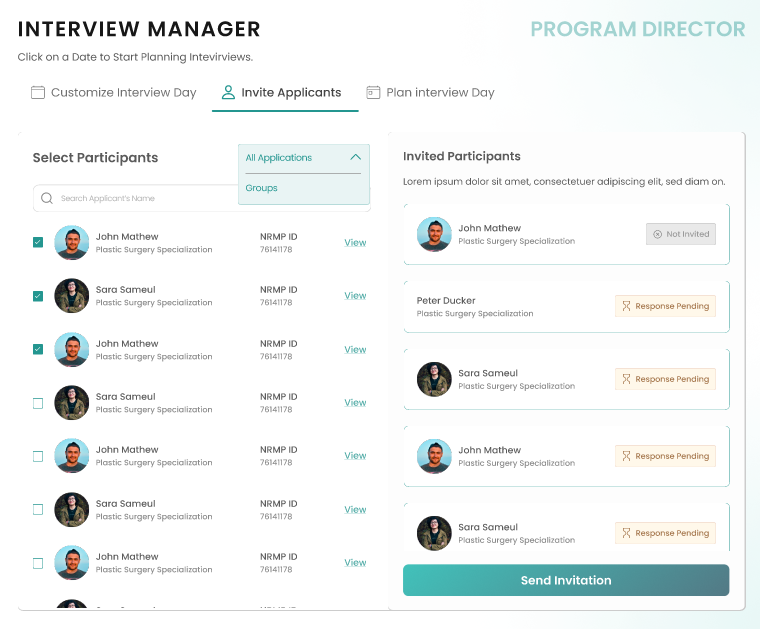 INTERVIEW MANAGER
PROGRAM DIRECTOR
Click on a Date to Start Planning Intevirvises.
Customize Interview Day
Invite Applicants
Plan interview Day
Select Participants
All Applications
Groups
Search Applicant's Name
John Mathew
Plastic Surgery Specialization
NRMP ID
76141178
View
Sara Sameul
Plastic Surgery Specialization
NRMP ID
76141178
View
John Mathew
Plastic Surgery Specialization
NRMP ID
76141178
View
Sara Sameul
Plastic Surgery Specialization
NRMP ID
76141178
View
John Mathew
Plastic Surgery Specialization
NRMP ID
76141178
View
Sara Sameul
Plastic Surgery Specialization
NRMP ID
76141178
View
John Mathew
Plastic Surgery Specialization
NRMP ID
76141178
View
Invited Participants
Lorem ipsum dolor sit amet, consectetuer adipiscing elit, sed diam on.
John Mathew
Plastic Surgery Specialization
Not Invited
Peter Ducker
Plastic Surgery Specialization
Response Pending
Sara Sameul
Plastic Surgery Specialization
Response Pending
John Mathew
Plastic Surgery Specialization
Response Pending
Sara Sameul
Plastic Surgery Specialization
Response Pending
Send Invitation